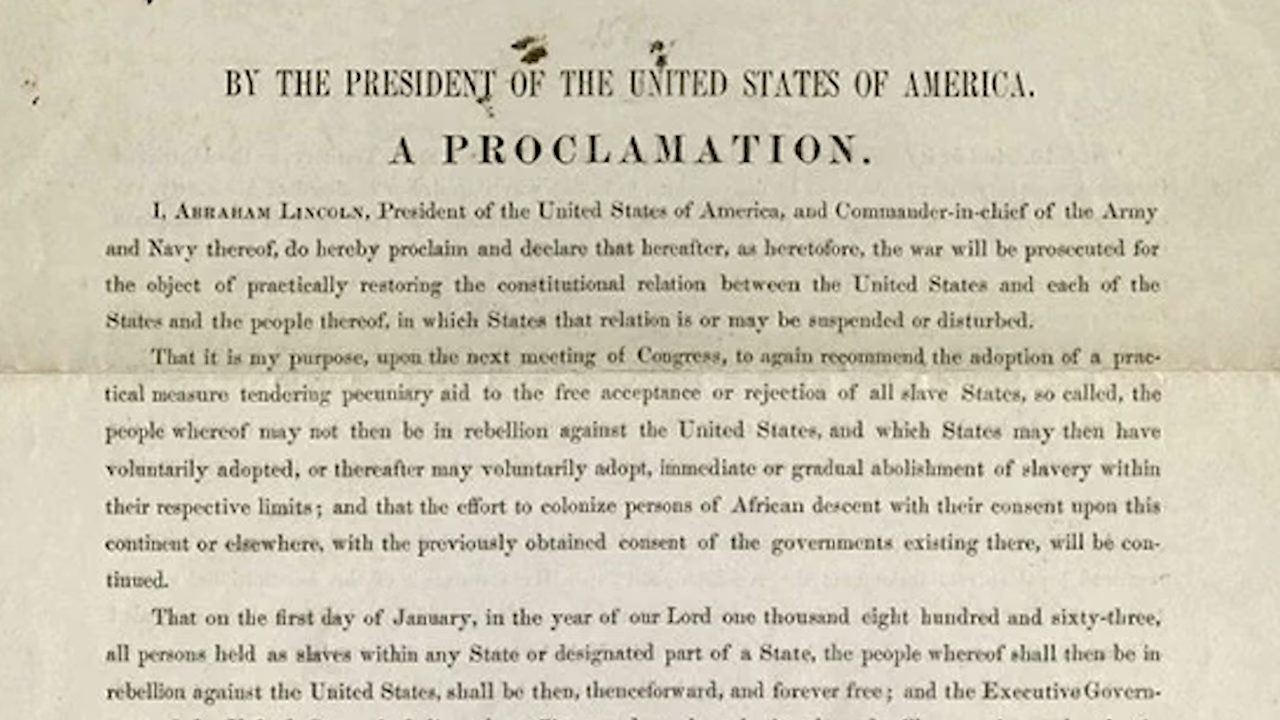 BY THE PRESIDENT OF THE UNITED STATES OF AMERICA.
A PROCLAMATION.
I, ABRAHAM LINCOLN, President of the United States of America, and Commander-in-chief of the Army
and Navy thereof, do hereby proclaim and declare that hereafter, as heretofore, the war will be prosecuted for
the object of practically restoring the constitutional relation between the United States and each of the
States and the people thereof, in which States that relation is or may be suspended or disturbed.
That it is my purpose, upon the next meeting of Congress, to again recommend the adoption of a prac-
tical measure tendering pecuniary aid to the free acceptance or rejection of all slave States, so called, the
people whereof may not then be in rebellion against the United States, and which States may then have
voluntarily adopted, or thereafter may voluntarily adopt, immediate or gradual abolishment of slavery within
their respective limits; and that the effort to colonize persons of African descent with their consent upon this
continent or elsewhere, with the previously obtained consent of the governments existing there, will be con-
tinued.
That on the first day of January, in the year of our Lord one thousand eight hundred and sixty-three,
all persons held as slaves within any State or designated part of a State, the people whereof shall then be in
rebellion against the United States, shall be then, thenceforward, and forever free; and the Executive Govern-